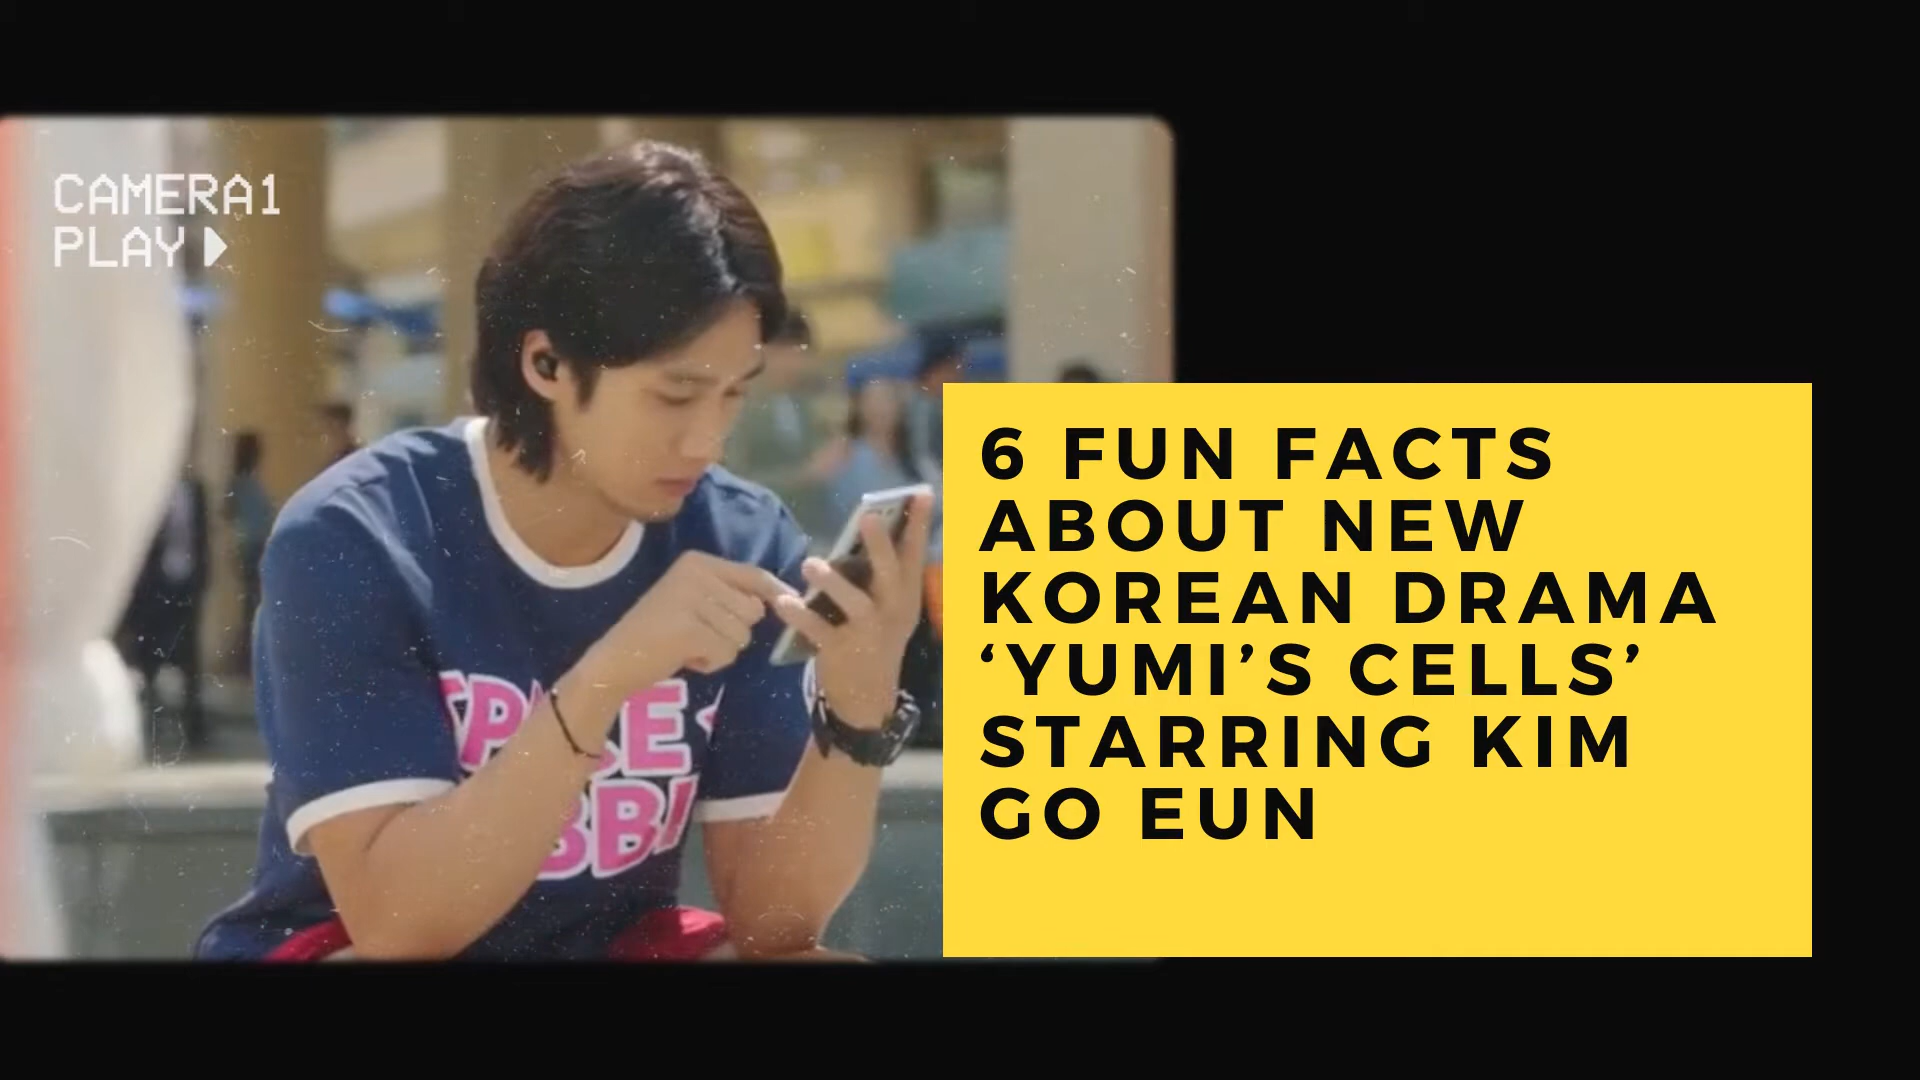 CAMERA1
PLAY
6 FUN FACTS
ABOUT NEW
KOREAN DRAMA
‘YUMI’S CELLS’
STARRING KIM
GO EUN